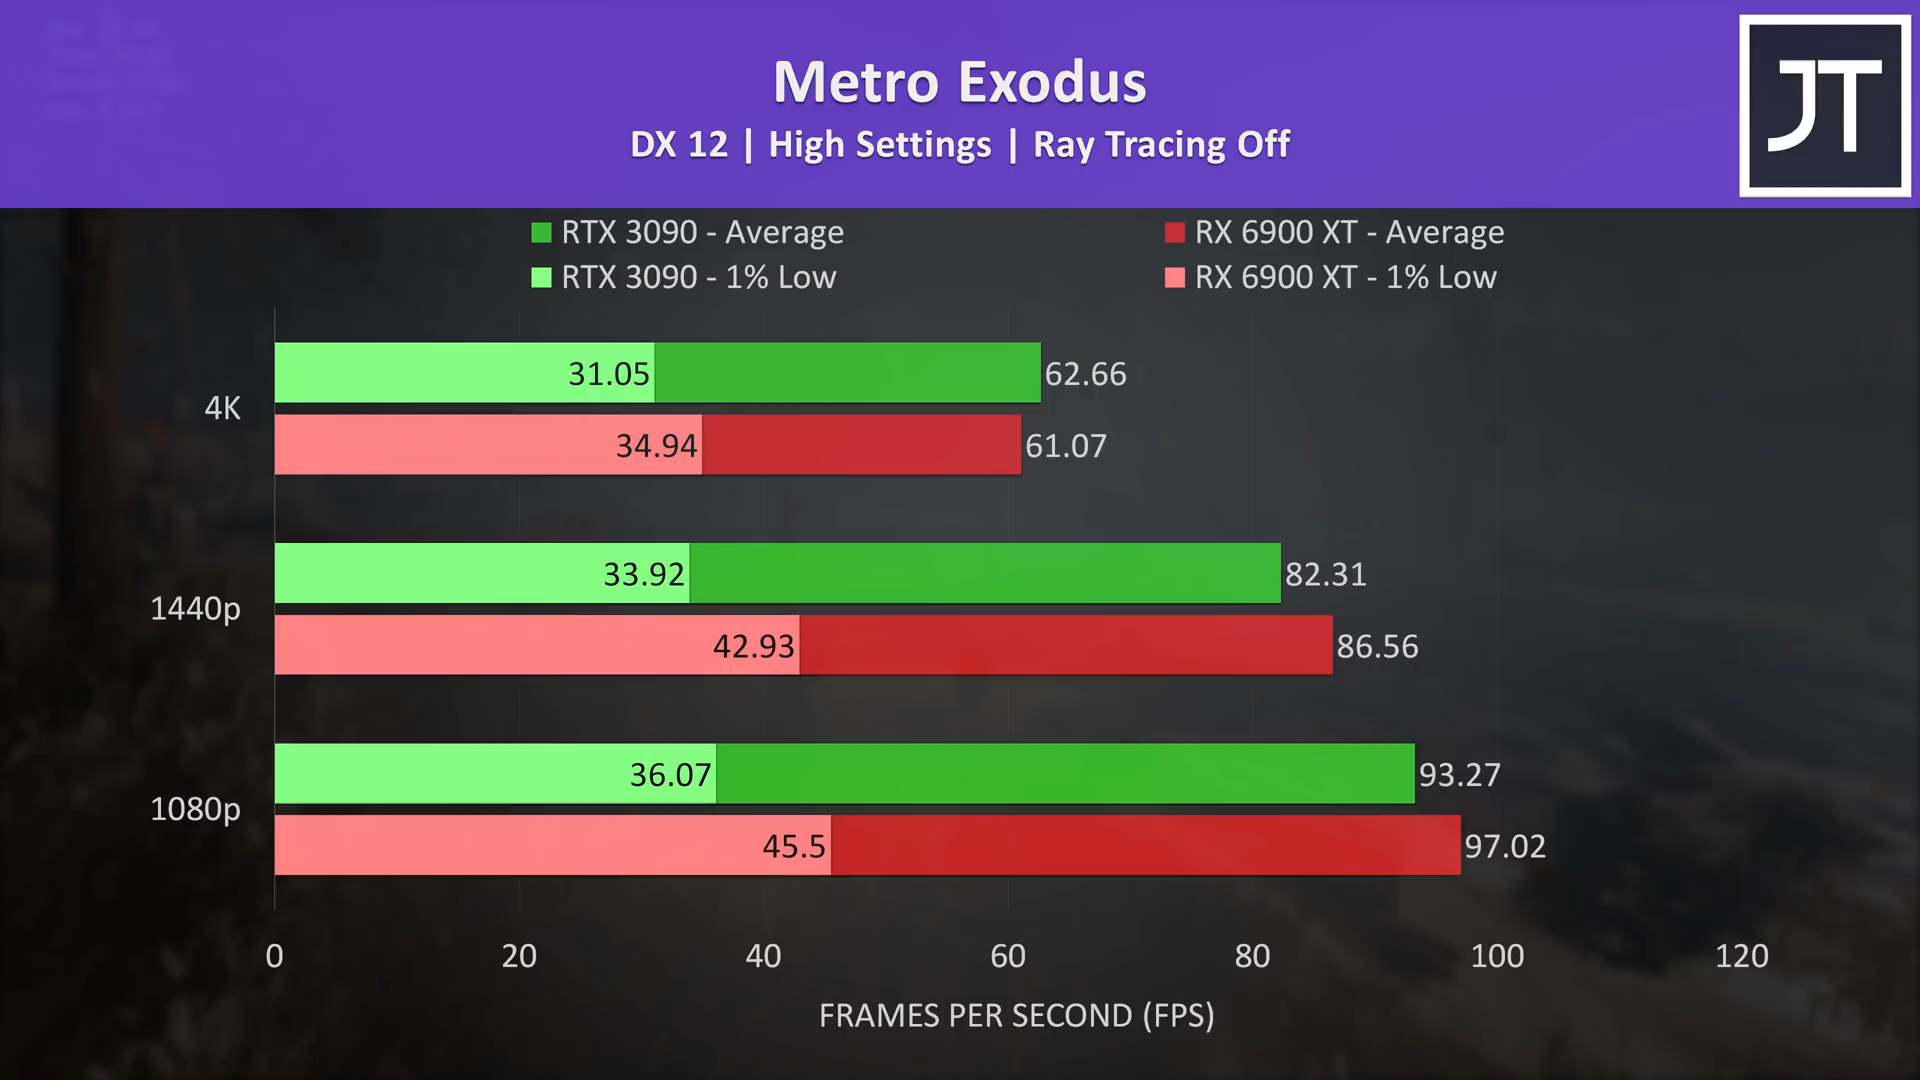 Metro Exodus
DX 12 | High Settings | Ray Tracing Off
JT
RTX 3090 - Average
RX 6900 XT - Average
RTX 3090 - 1% Low
RX 6900 XT - 1% Low
4K
31.05
62.66
34.94
61.07
1440p
33.92
82.31
42.93
86.56
1080p
36.07
93.27
45.5
97.02
0 20 40 60 80 100 120
FRAMES PER SECOND (FPS)